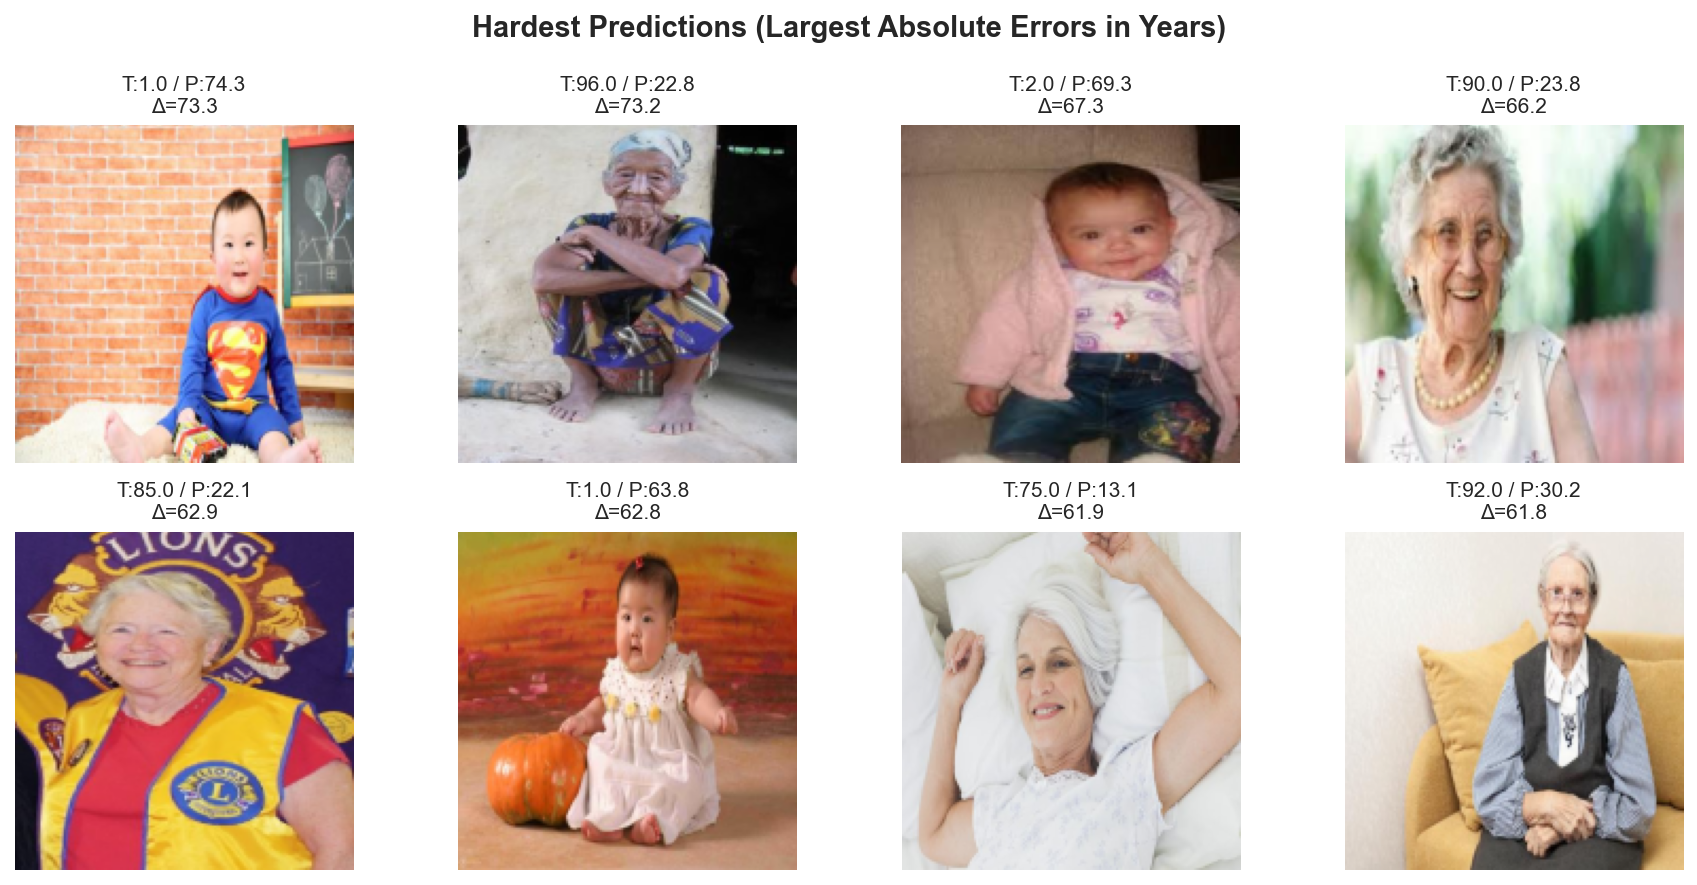 Hardest Predictions (Largest Absolute Errors in Years)
T:1.0 / P:74.3
Δ=73.3
T:96.0 / P:22.8
Δ=73.2
T:2.0 / P:69.3
Δ=67.3
T:90.0 / P:23.8
Δ=66.2
T:85.0 / P:22.1
Δ=62.9
T:1.0 / P:63.8
Δ=62.8
T:75.0 / P:13.1
Δ=61.9
T:92.0 / P:30.2
Δ=61.8
LIONS
LIONS
L